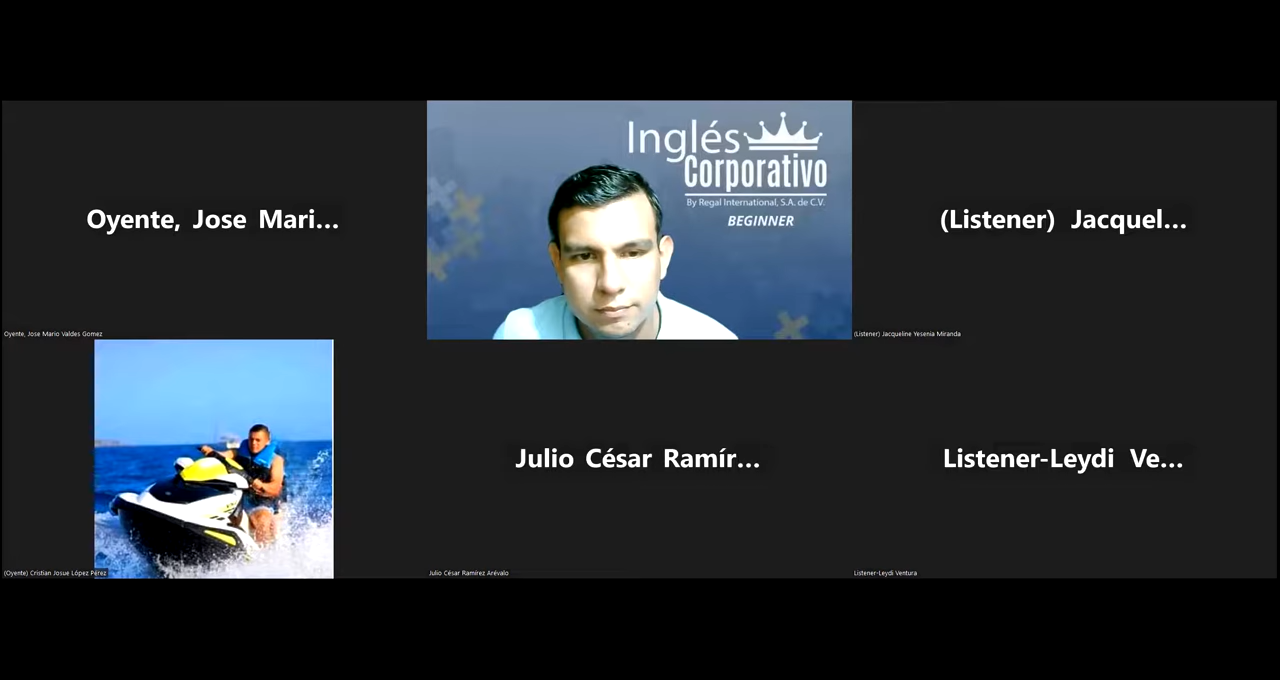 Oyente, Jose Mari...
Oyente, Jose Mario Valdes Gomez
Inglés
Corporativo
By Regal International, S.A. de C.V.
BEGINNER
(Listener) Jacquel...
(Listener) Jacqueline Yesenia Miranda
(Oyente) Cristian Josue López Pérez
Julio César Ramír...
Julio César Ramírez Arévalo
Listener-Leydi Ve...
Listener-Leydi Ventura